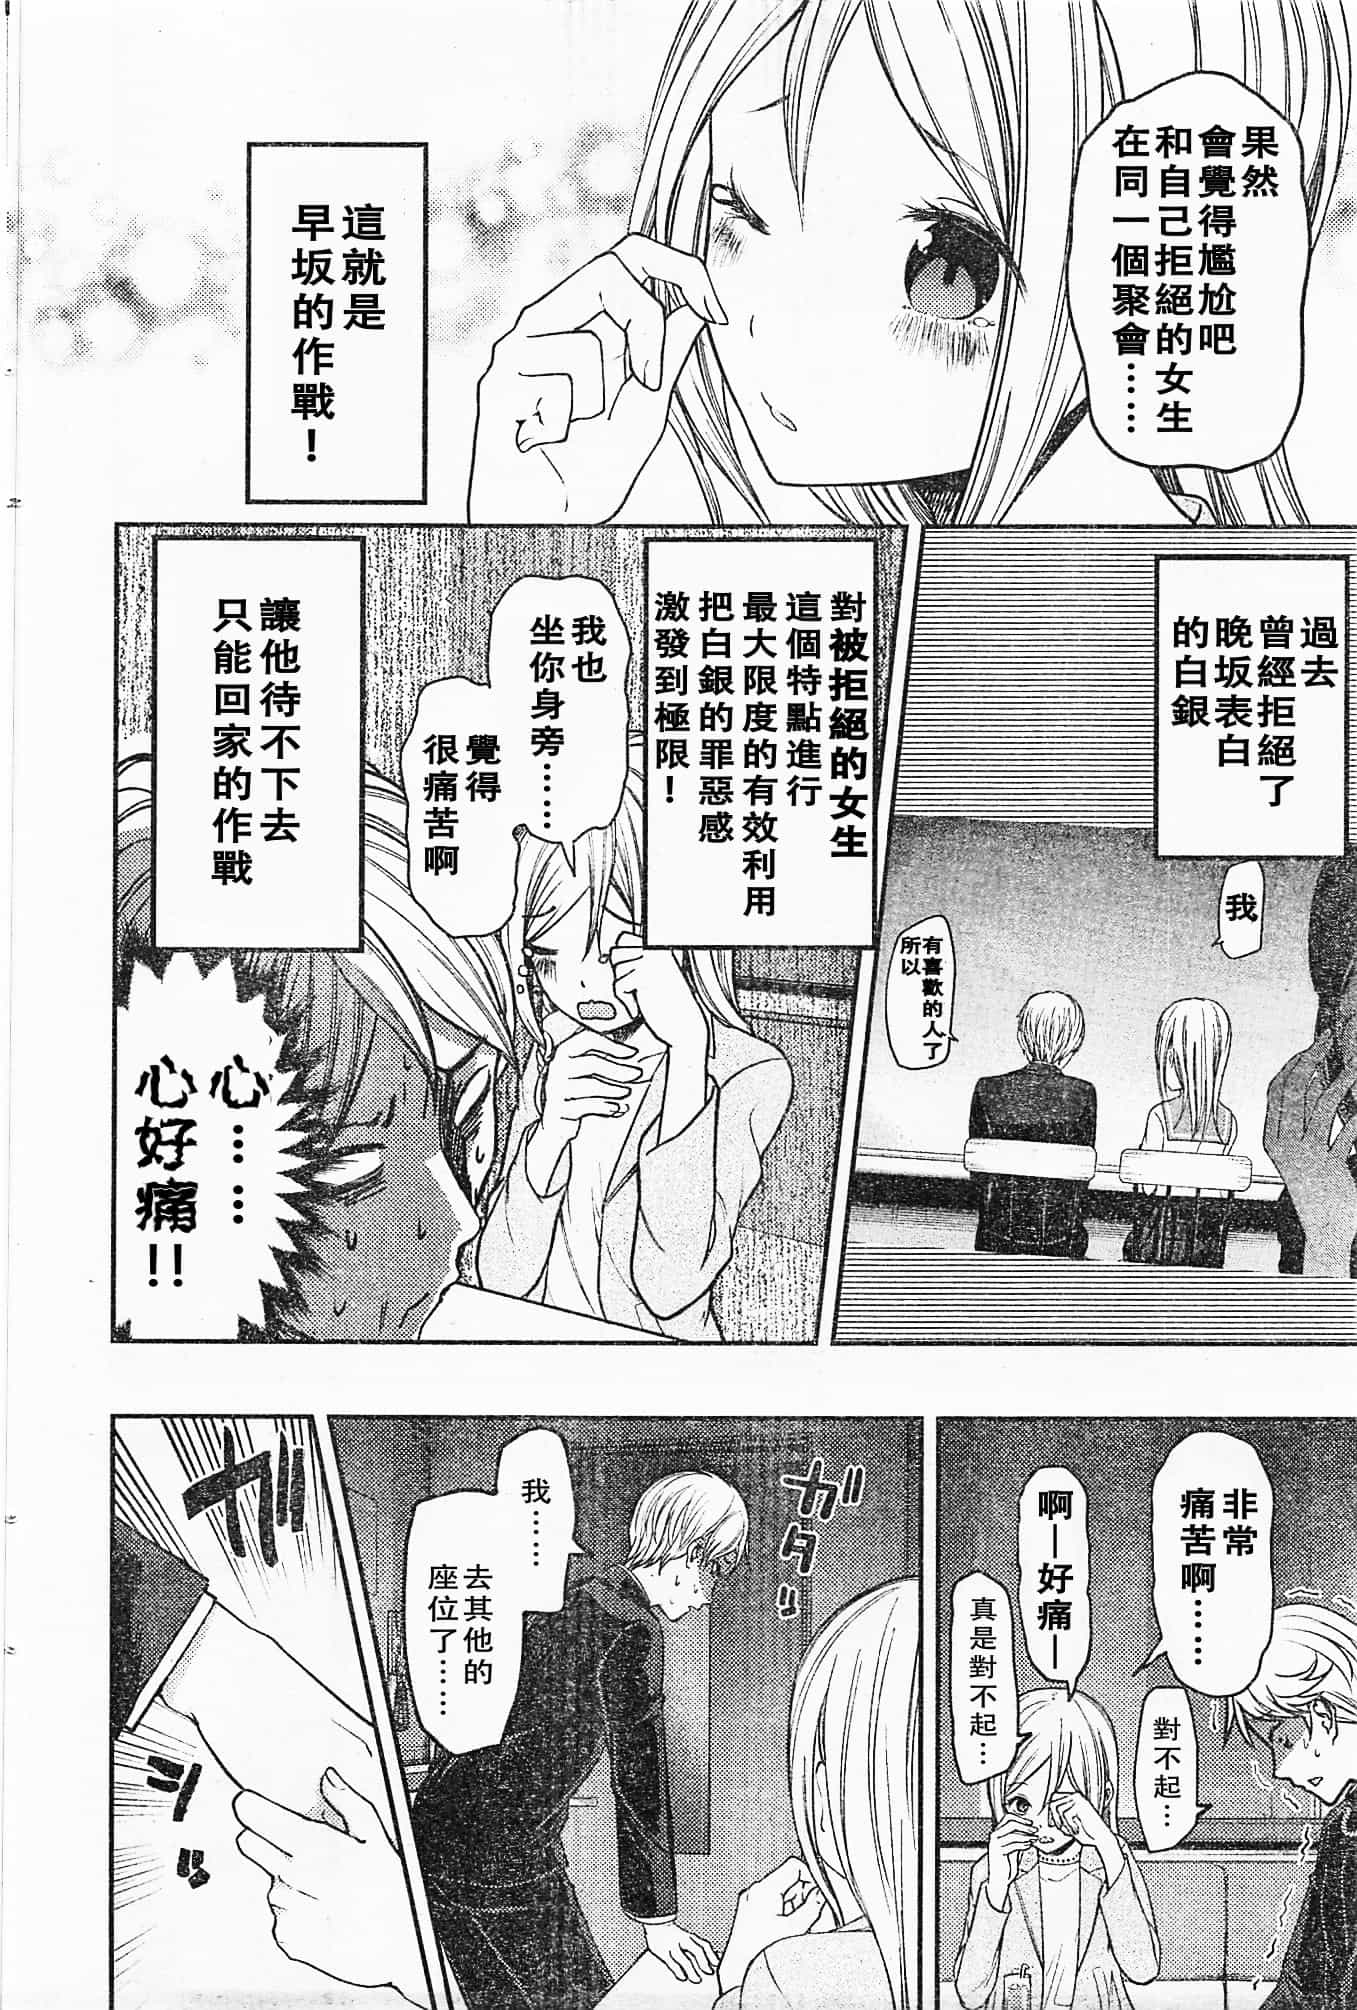 果然
會覺得尷尬吧
和自己拒絕的女生
在同一個聚會……
這就是
早坂的作戰！
過去
曾經拒絕了
晚坂表白
的白銀
我
有喜歡的人了
所以
對被拒絕的女生
這個特點進行
最大限度的有效利用
把白銀的罪惡感
激發到極限！
我也
坐你身旁……
覺得
很痛苦啊
讓他待不下去
只能回家的作戰
心……
心好痛!!
非常
痛苦啊……
對不起…
啊—好痛—
真是對不起…
ガタッ
我……
去其他的
座位了……
ガッ